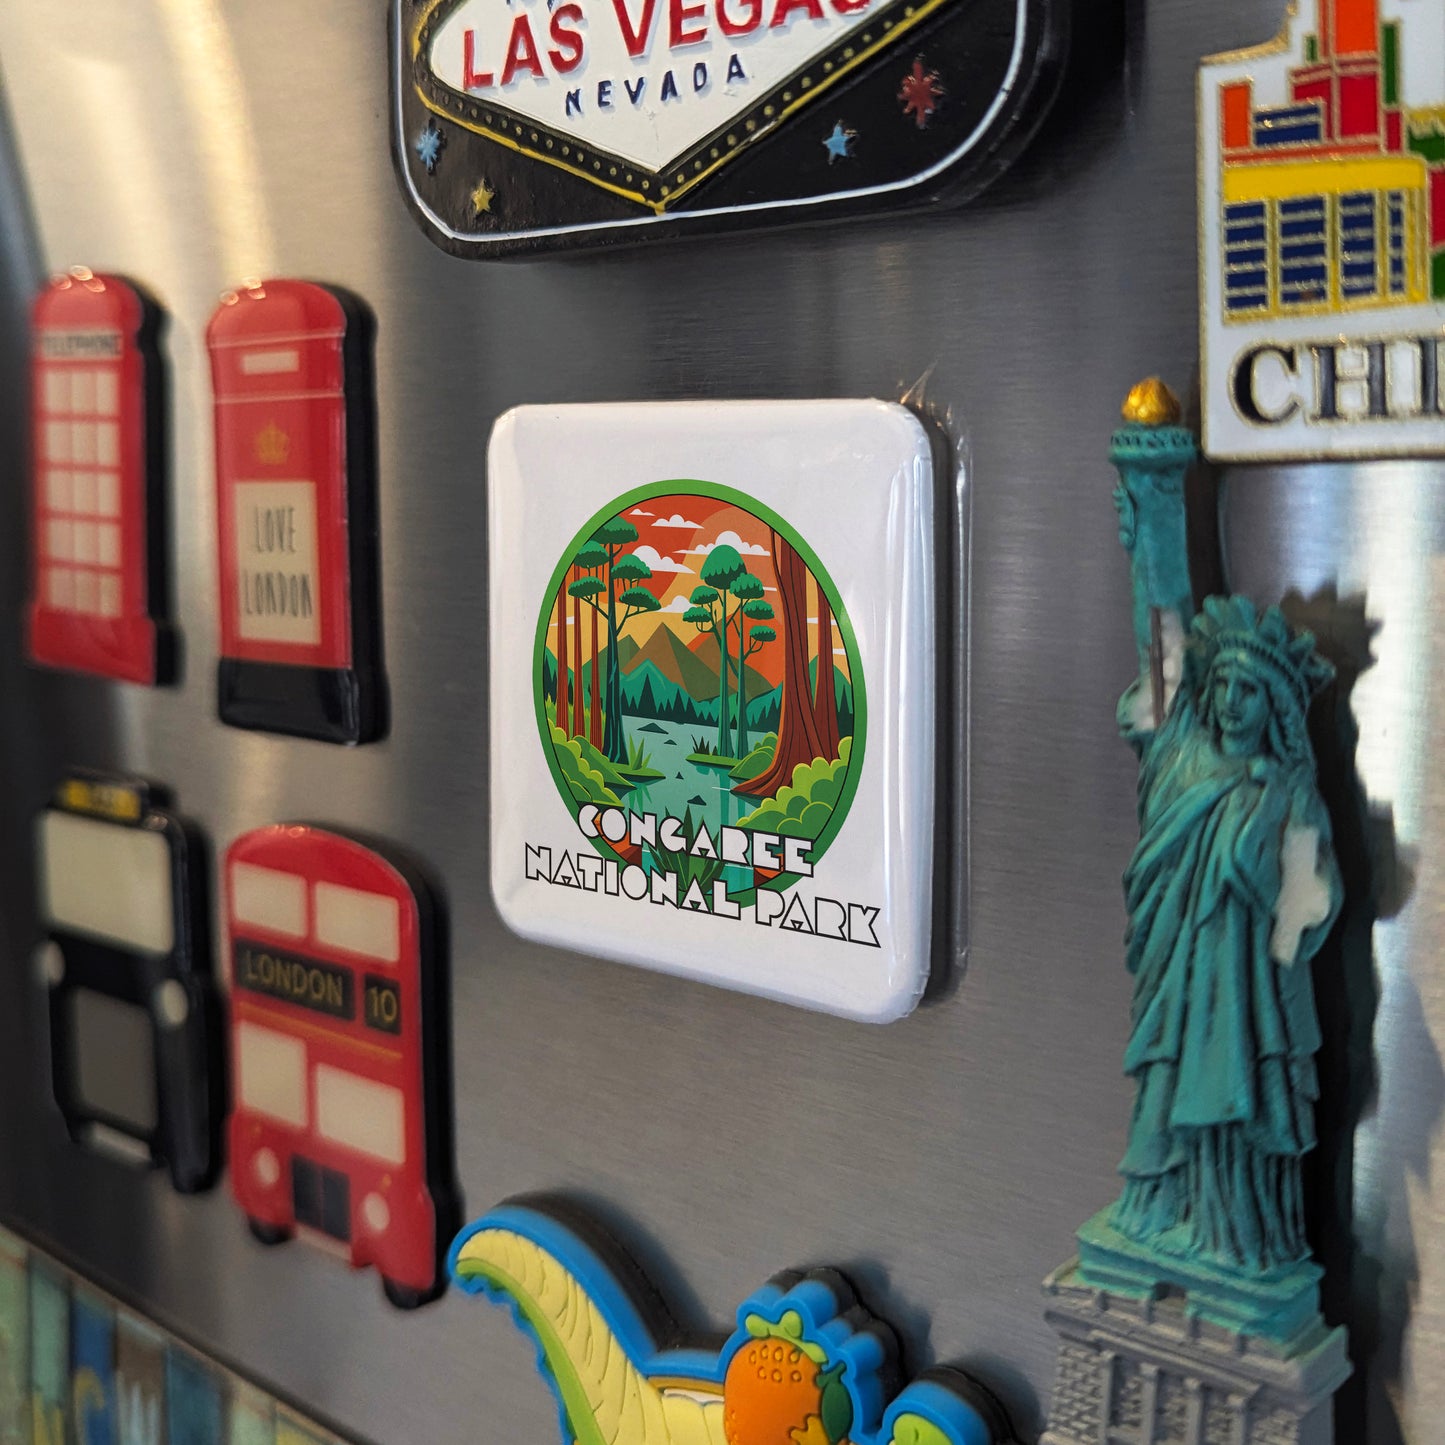 LAS VEGAS
NEVADA
TELEPHONE
LOVE
LONDON
CONGAREE
NATIONAL PARK
LONDON 10